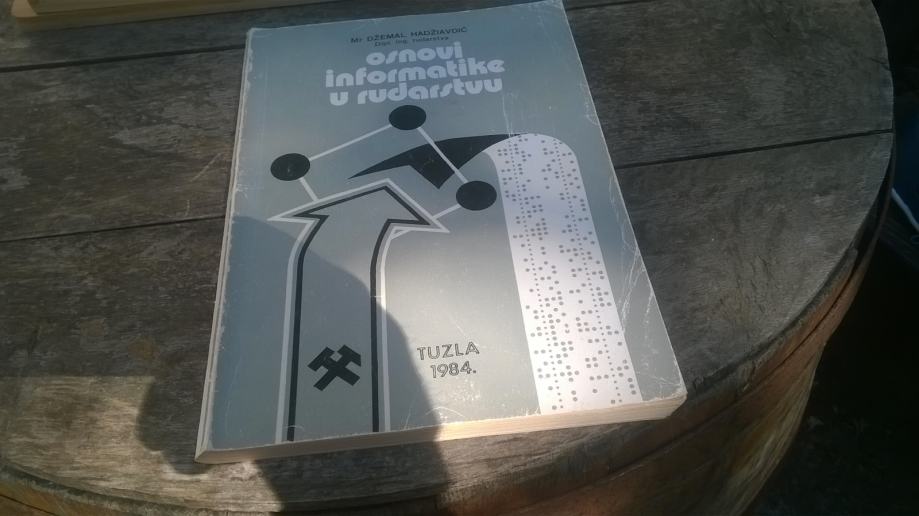 Mr DŽEMAL HADŽIAVDIĆ
Dipl. ing. rudarstva
osnovi
informatike
u rudarstvu
TUZLA
1984.